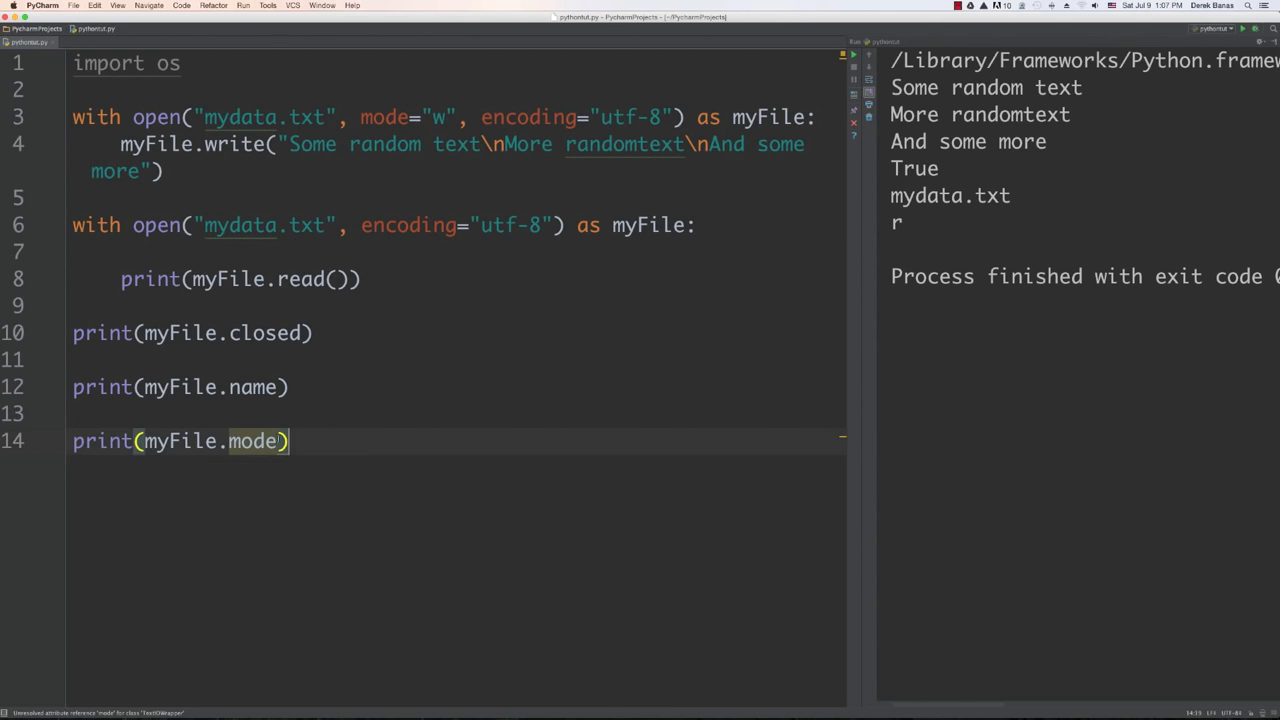 PyCharm File Edit View Navigate Code Refactor Run Tools VCS Window Help
10 Sat Jul 9 1:07 PM Derek Banas
pythontut.py - PycharmProjects - [~/PycharmProjects]
PycharmProjects pythontut.py
pythontut
pythontut.py
Run pythontut
1 import os
2
3 with open("mydata.txt", mode="w", encoding="utf-8") as myFile:
4 myFile.write("Some random text\nMore randomtext\nAnd some
more")
5
6 with open("mydata.txt", encoding="utf-8") as myFile:
7
8 print(myFile.read())
9
10 print(myFile.closed)
11
12 print(myFile.name)
13
14 print(myFile.mode)
/Library/Frameworks/Python.framew
Some random text
More randomtext
And some more
True
mydata.txt
r
Process finished with exit code 0
Unresolved attribute reference 'mode' for class 'TextIOWrapper'
LF UTF-8